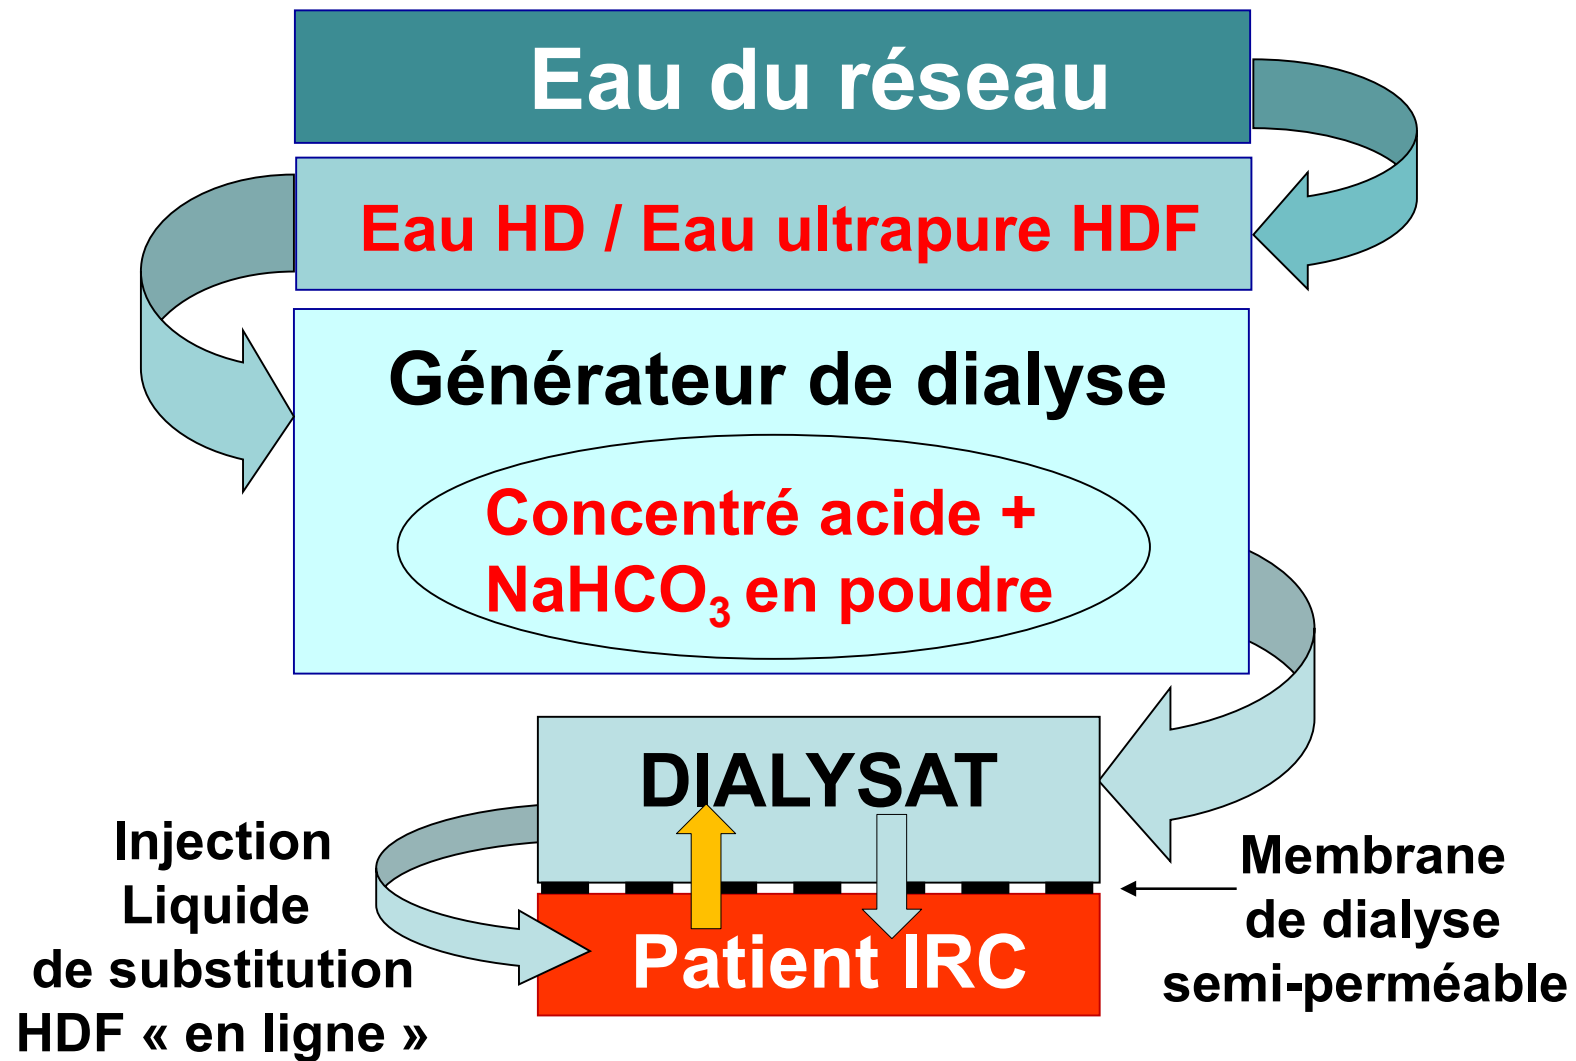 Eau du réseau
Eau HD / Eau ultrapure HDF
Générateur de dialyse
Concentré acide +
NaHCO₃ en poudre
DIALYSAT
Injection
Liquide
de substitution
HDF « en ligne »
Membrane
de dialyse
semi-perméable
Patient IRC